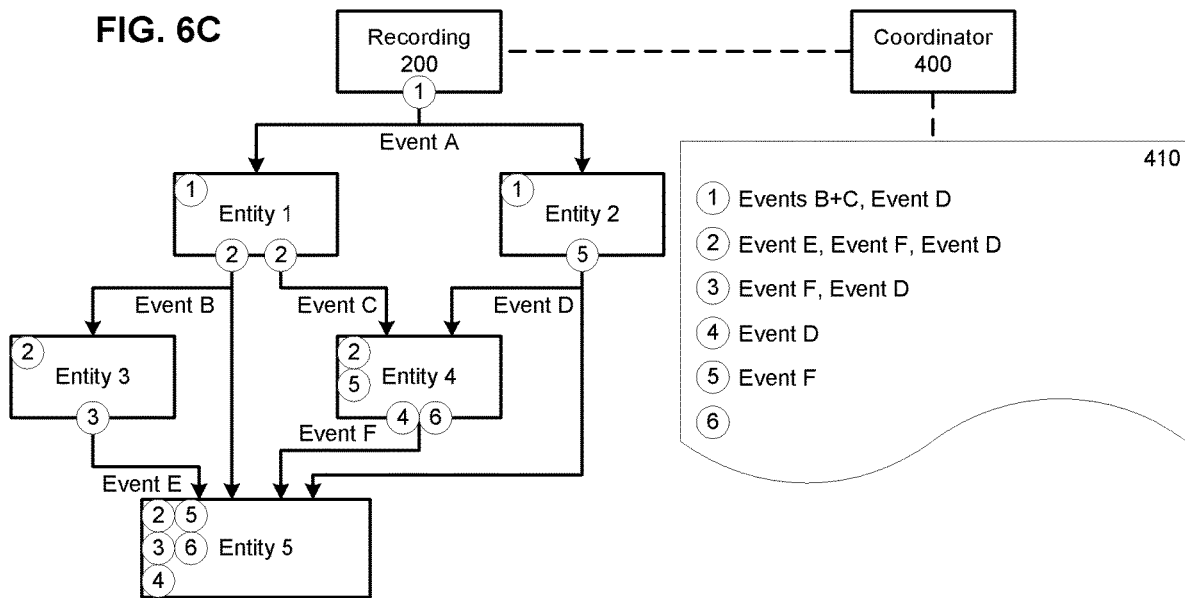 FIG. 6C
Recording
200
Coordinator
400
1
Event A
410
1
Entity 1
1
Entity 2
1 Events B+C, Event D
2 Event E, Event F, Event D
3 Event F, Event D
4 Event D
5 Event F
6
2 2
5
Event B
Event C
Event D
2
Entity 3
2
5
Entity 4
3
4 6
Event F
Event E
2 5
3 6
4
Entity 5